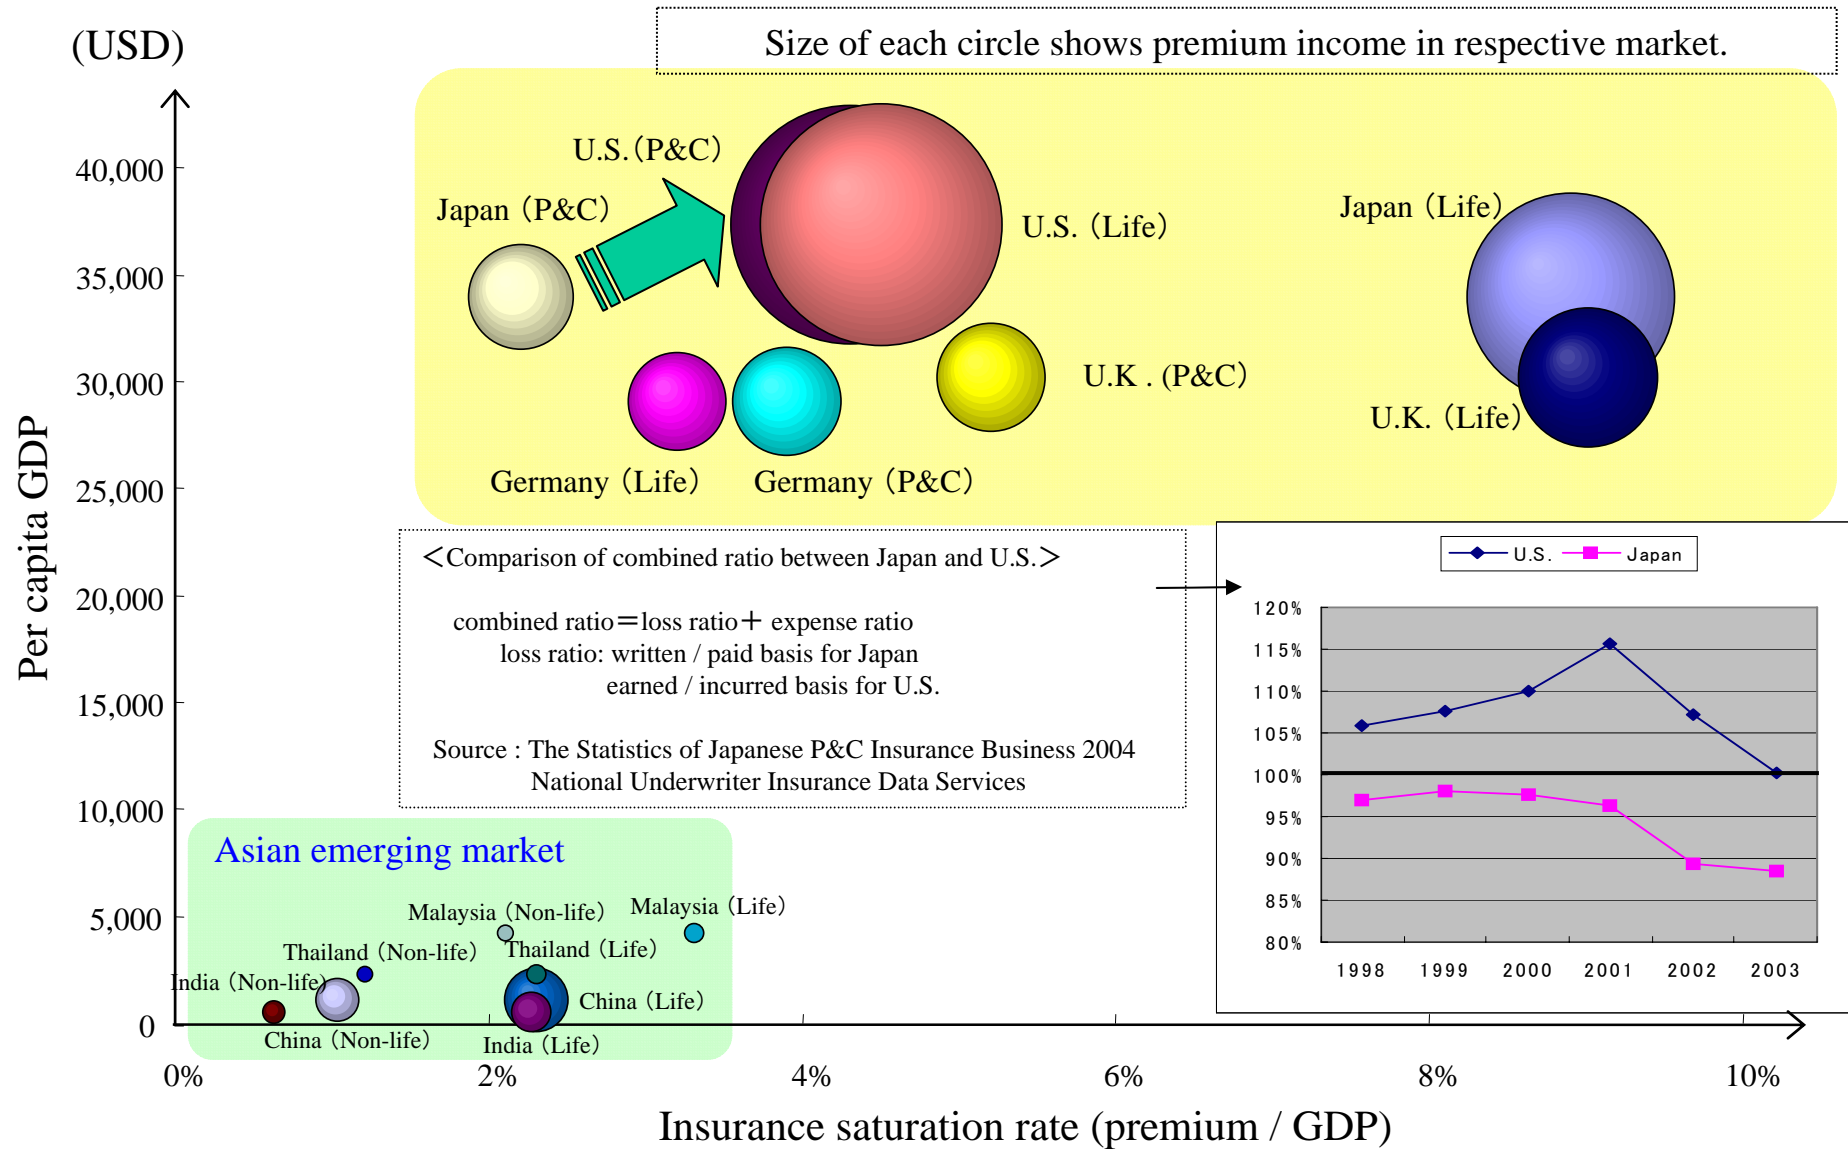 (USD)
Size of each circle shows premium income in respective market.
40,000
35,000
30,000
25,000
20,000
15,000
10,000
5,000
0
Per capita GDP
U.S.(P&C)
Japan (P&C)
U.S. (Life)
Japan (Life)
U.K . (P&C)
U.K. (Life)
Germany (Life)
Germany (P&C)
＜Comparison of combined ratio between Japan and U.S.＞
combined ratio＝loss ratio＋ expense ratio
loss ratio: written / paid basis for Japan
earned / incurred basis for U.S.
Source : The Statistics of Japanese P&C Insurance Business 2004
National Underwriter Insurance Data Services
U.S.
Japan
120%
115%
110%
105%
100%
95%
90%
85%
80%
1998 1999 2000 2001 2002 2003
Asian emerging market
Malaysia (Non-life)
Malaysia (Life)
Thailand (Non-life)
Thailand (Life)
India (Non-life)
China (Life)
China (Non-life)
India (Life)
0% 2% 4% 6% 8% 10%
Insurance saturation rate (premium / GDP)